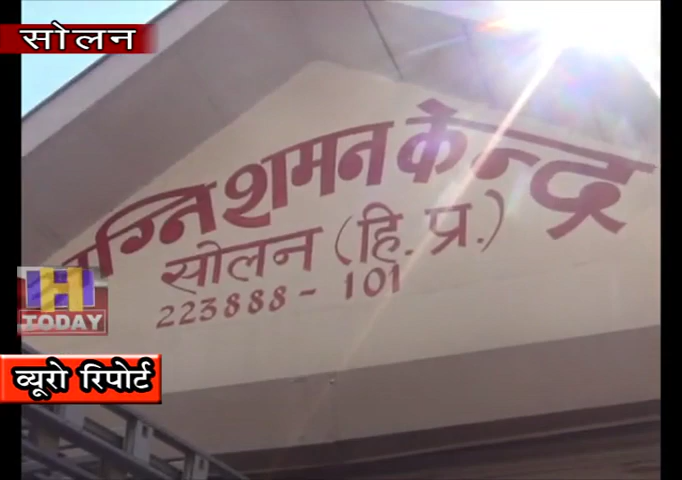 सोलन
अग्निशमन केन्द्र
सोलन (हि. प्र.)
223888 - 101
H
TODAY
ब्यूरो रिपोर्ट